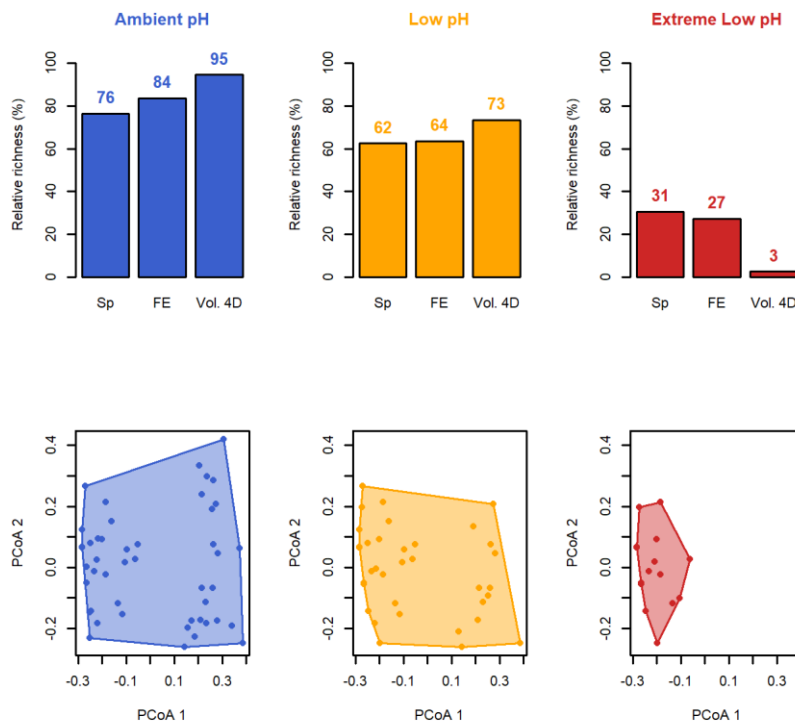 Ambient pH
Low pH
Extreme Low pH
Relative richness (%)
0
20
40
60
80
100
76
84
95
Sp
FE
Vol. 4D
Relative richness (%)
0
20
40
60
80
100
62
64
73
Sp
FE
Vol. 4D
Relative richness (%)
0
20
40
60
80
100
31
27
3
Sp
FE
Vol. 4D
PCoA 2
0.4
0.2
0.0
-0.2
-0.3
-0.1
0.1
0.3
PCoA 1
PCoA 2
0.4
0.2
0.0
-0.2
-0.3
-0.1
0.1
0.3
PCoA 1
PCoA 2
0.4
0.2
0.0
-0.2
-0.3
-0.1
0.1
0.3
PCoA 1